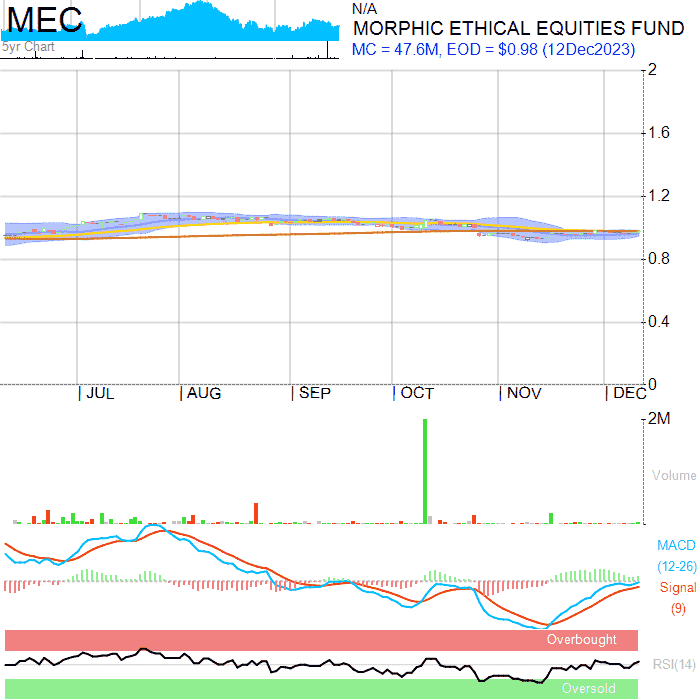 MEC
5yr Chart
N/A
MORPHIC ETHICAL EQUITIES FUND
MC = 47.6M, EOD = $0.98 (12Dec2023)
2
1.6
1.2
0.8
0.4
0
| JUL | AUG | SEP | OCT | NOV | DEC
2M
Volume
MACD
(12-26)
Signal
(9)
Overbought
RSI(14)
Oversold